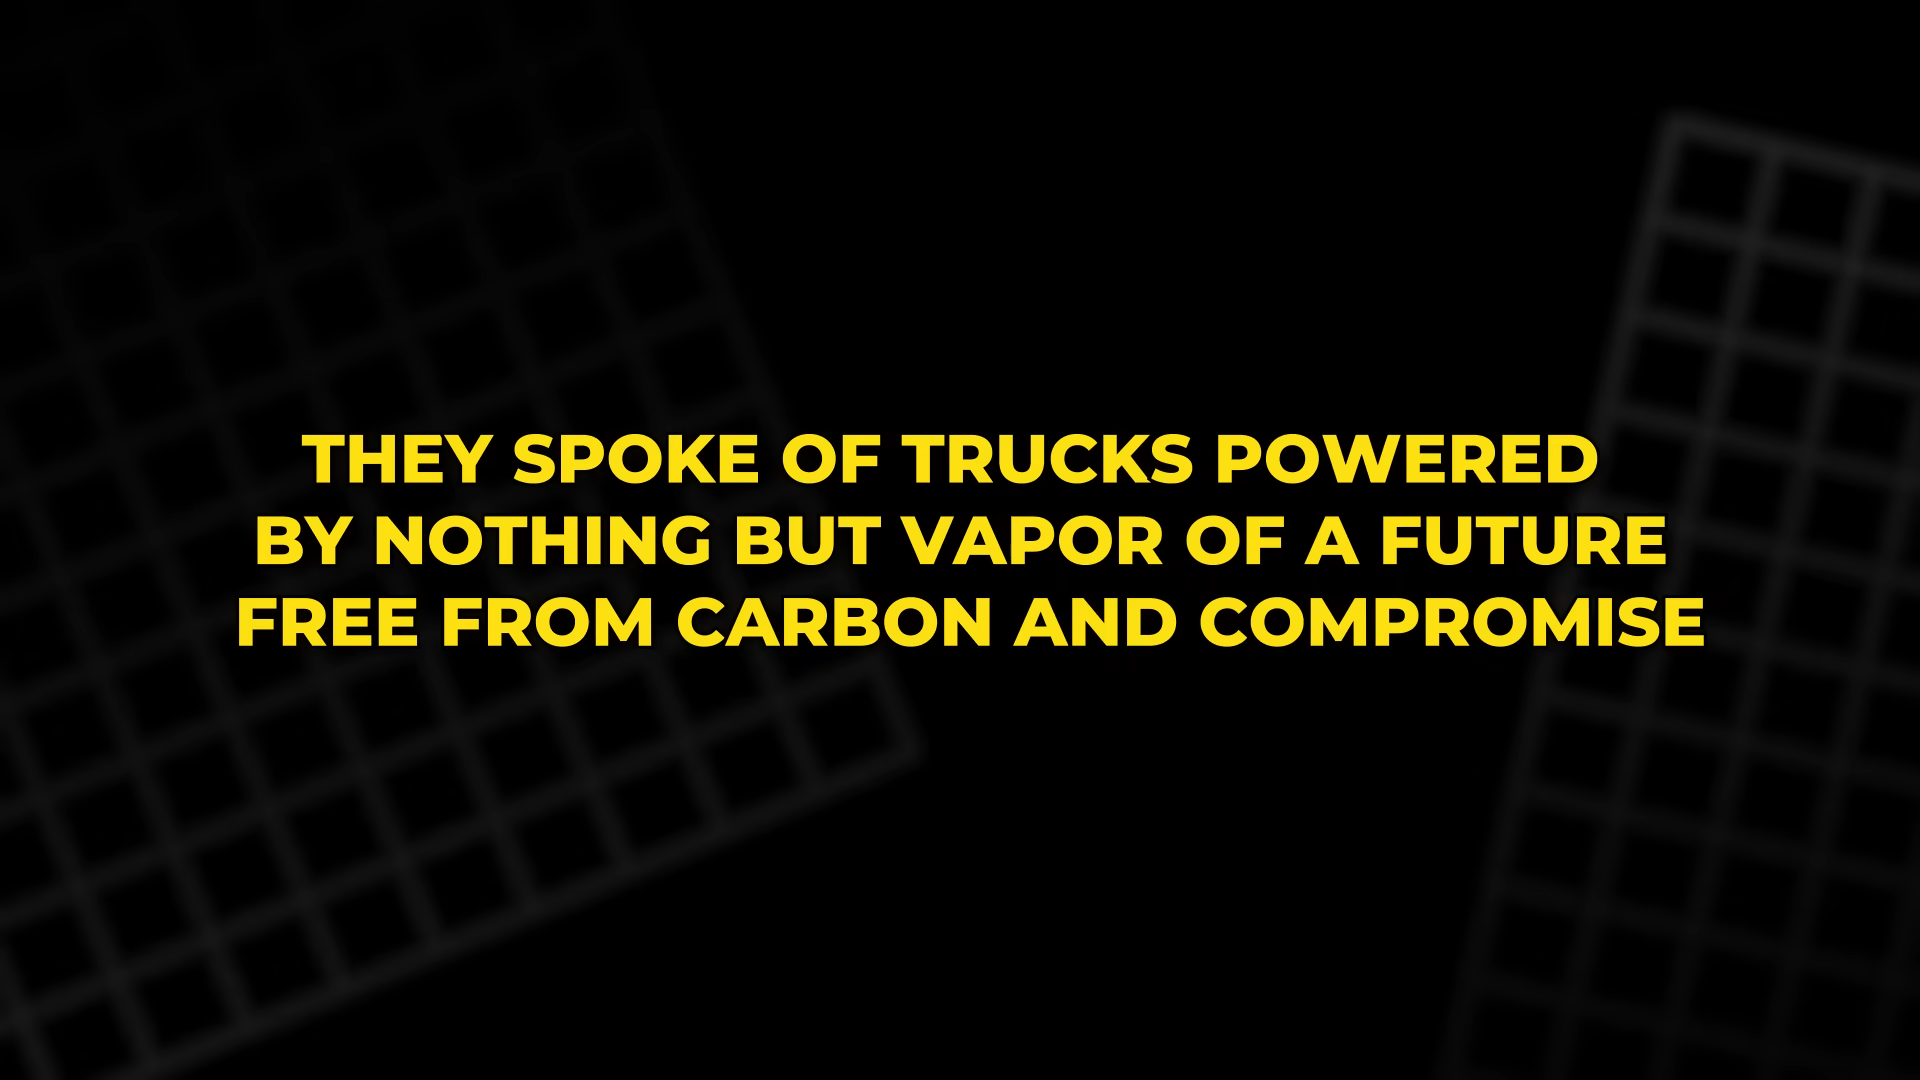 THEY SPOKE OF TRUCKS POWERED
BY NOTHING BUT VAPOR OF A FUTURE
FREE FROM CARBON AND COMPROMISE